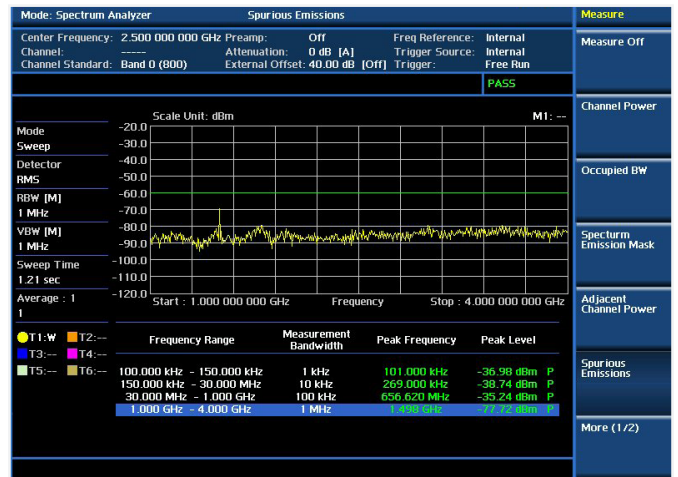 Mode: Spectrum Analyzer Spurious Emissions
Center Frequency: 2.500 000 000 GHz Preamp: Off Freq Reference: Internal
Channel: ----- Attenuation: 0 dB [A] Trigger Source: Internal
Channel Standard: Band 0 (800) External Offset: 40.00 dB [Off] Trigger: Free Run
PASS
Scale Unit: dBm M1: --
Mode
Sweep
Detector
RMS
RBW [M]
1 MHz
VBW [M]
1 MHz
Sweep Time
1.21 sec
Average : 1
1
T1:W T2:--
T3:-- T4:--
T5:-- T6:--
-20.0
-30.0
-40.0
-50.0
-60.0
-70.0
-80.0
-90.0
-100.0
-110.0
-120.0
Start : 1.000 000 000 GHz Frequency Stop : 4.000 000 000 GHz
Frequency Range Measurement Bandwidth Peak Frequency Peak Level
100.000 kHz - 150.000 kHz 1 kHz 101.000 kHz -36.98 dBm P
150.000 kHz - 30.000 MHz 10 kHz 269.000 kHz -38.74 dBm P
30.000 MHz - 1.000 GHz 100 kHz 656.620 MHz -35.24 dBm P
1.000 GHz - 4.000 GHz 1 MHz 1.498 GHz -77.72 dBm P
Measure
Measure Off
Channel Power
Occupied BW
Specturm
Emission Mask
Adjacent
Channel Power
Spurious
Emissions
More (1/2)